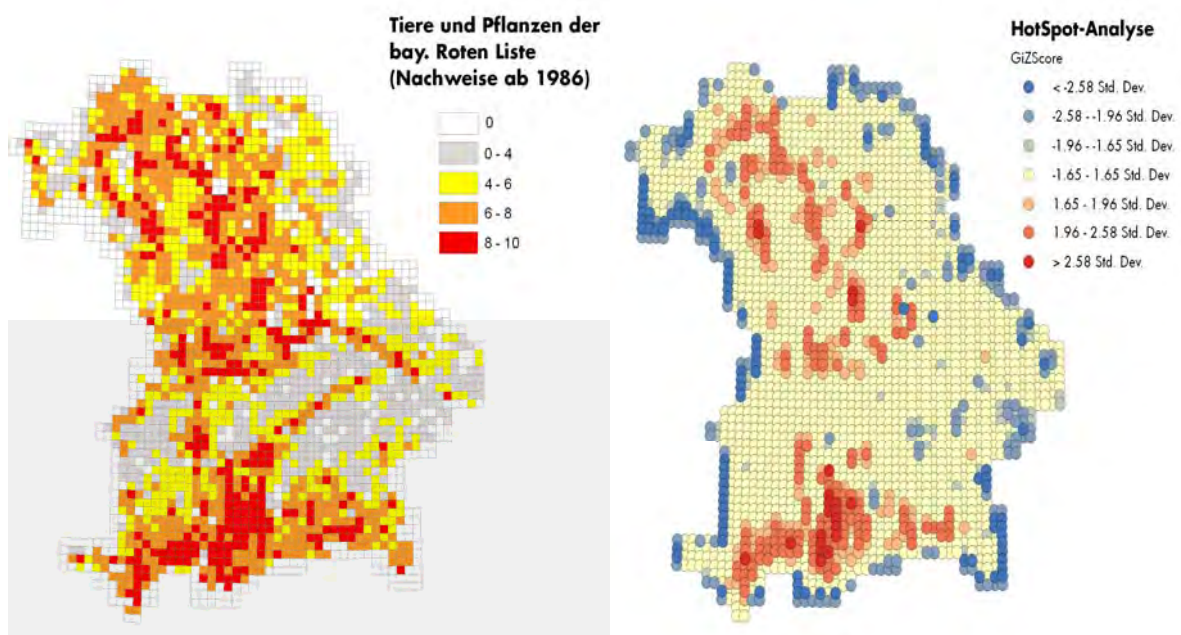 Tiere und Pflanzen der
bay. Roten Liste
(Nachweise ab 1986)
0
0 - 4
4 - 6
6 - 8
8 - 10
HotSpot-Analyse
GiZScore
< -2.58 Std. Dev.
-2.58 - -1.96 Std. Dev.
-1.96 - -1.65 Std. Dev.
-1.65 - 1.65 Std. Dev
1.65 - 1.96 Std. Dev.
1.96 - 2.58 Std. Dev.
> 2.58 Std. Dev.